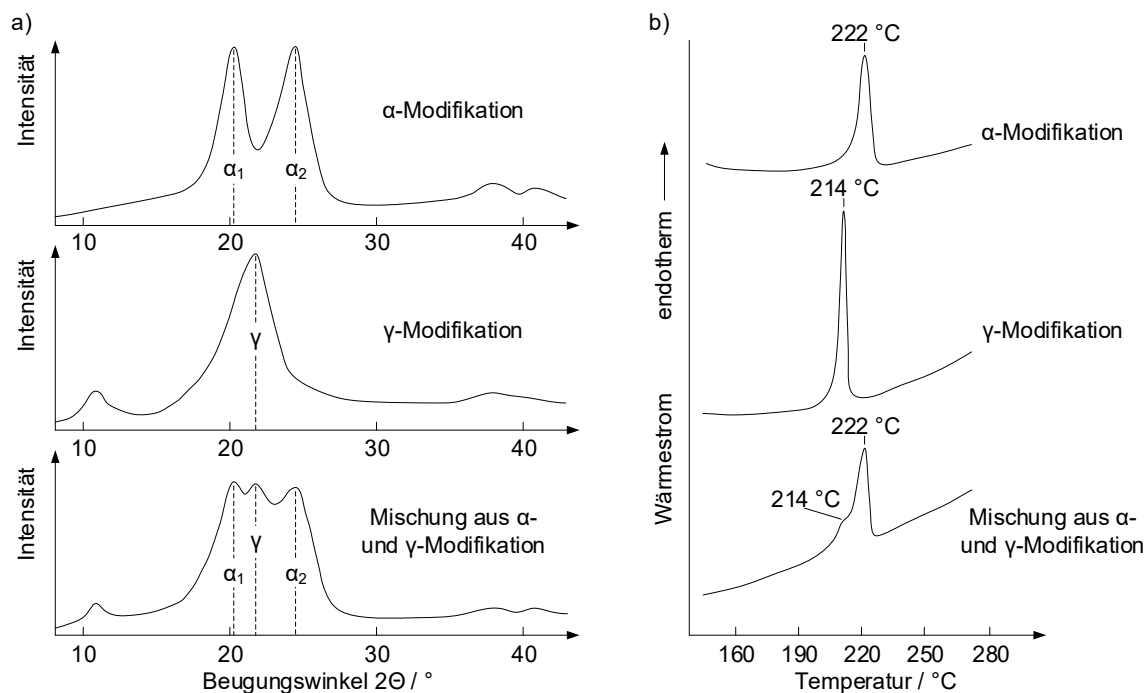 a)
Intensität
α-Modifikation
α₁
α₂
10 20 30 40
Intensität
γ-Modifikation
γ
10 20 30 40
Intensität
Mischung aus α-
und γ-Modifikation
α₁
γ
α₂
10 20 30 40
Beugungswinkel 2Θ / °
b)
222 °C
α-Modifikation
214 °C
γ-Modifikation
222 °C
214 °C
Mischung aus α-
und γ-Modifikation
Wärmestrom endotherm
160 190 220 250 280
Temperatur / °C